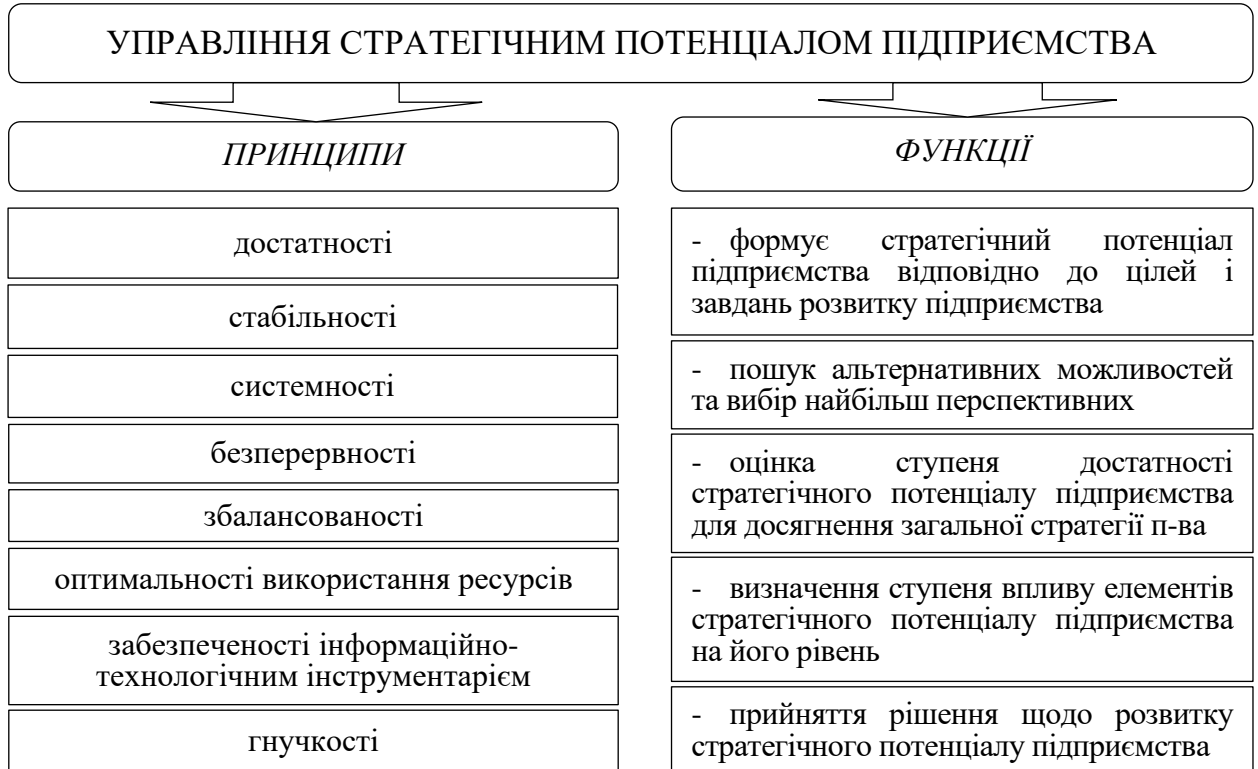 УПРАВЛІННЯ СТРАТЕГІЧНИМ ПОТЕНЦІАЛОМ ПІДПРИЄМСТВА
ПРИНЦИПИ
достатності
стабільності
системності
безперервності
збалансованості
оптимальності використання ресурсів
забезпеченості інформаційно-
технологічним інструментарієм
гнучкості
ФУНКЦІЇ
- формує стратегічний потенціал
підприємства відповідно до цілей і
завдань розвитку підприємства
- пошук альтернативних можливостей
та вибір найбільш перспективних
- оцінка ступеня достатності
стратегічного потенціалу підприємства
для досягнення загальної стратегії п-ва
- визначення ступеня впливу елементів
стратегічного потенціалу підприємства
на його рівень
- прийняття рішення щодо розвитку
стратегічного потенціалу підприємства